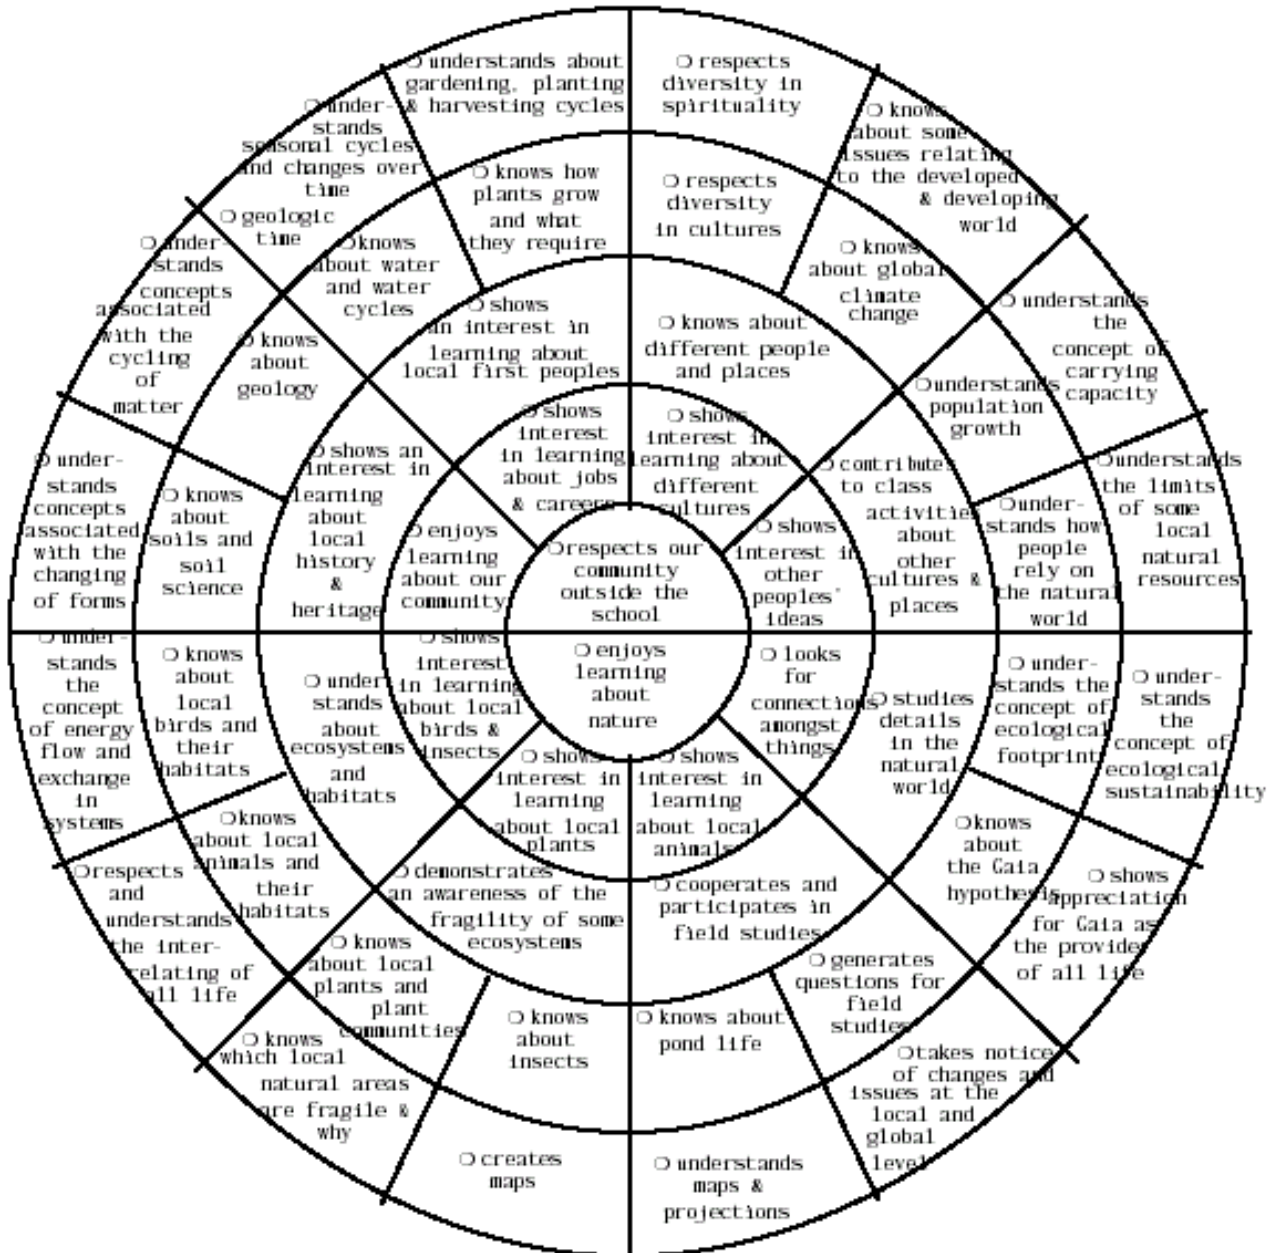 ❍ understands about
gardening, planting
& harvesting cycles
❍ respects
diversity in
spirituality
❍ knows
about some
issues relating
to the developed
& developing
world
❍ under-
stands
seasonal cycles
and changes over
time
❍ geologic
time
❍ knows how
plants grow
and what
they require
❍ respects
diversity
in cultures
❍ knows
about global
climate
change
❍ under-
stands
concepts
associated
with the
cycling
of
matter
❍ knows
about water
and water
cycles
❍ understands
the
concept of
carrying
capacity
❍ shows
an interest in
learning about
local first peoples
❍ knows about
different people
and places
❍ knows
about
geology
❍ understands
population
growth
❍ shows
interest
in learning
about jobs
& careers
❍ shows
interest in
learning about
different
cultures
❍ under-
stands
concepts
associated
with the
changing
of forms
❍ knows
about
soils and
soil
science
❍ shows an
interest in
learning
about
local
history
&
heritage
❍ enjoys
learning
about our
community
❍ respects our
community
outside the
school
❍ shows
interest in
other
peoples'
ideas
❍ contributes
to class
activities
about
other
cultures &
places
❍ under-
stands how
people
rely on
the natural
world
❍ understands
the limits
of some
local
natural
resources
❍ under-
stands
the
concept
of energy
flow and
exchange
in
systems
❍ knows
about
local
birds and
their
habitats
❍ under
stands
about
ecosystems
and
habitats
❍ shows
interest
in learning
about local
birds &
insects
❍ enjoys
learning
about
nature
❍ looks
for
connections
amongst
things
❍ studies
details
in the
natural
world
❍ under-
stands the
concept of
ecological
footprint
❍ under-
stands
the
concept of
ecological
sustainability
❍ shows
interest in
learning
about local
plants
❍ shows
interest in
learning
about local
animals
❍ respects
and
understands
the inter-
relating of
all life
❍ knows
about local
animals and
their
habitats
❍ demonstrates
an awareness of the
fragility of some
ecosystems
❍ cooperates and
participates in
field studies
❍ knows
about
the Gaia
hypothesis
❍ shows
appreciation
for Gaia as
the provider
of all life
❍ knows
about local
plants and
plant
communities
❍ knows
about
insects
❍ knows about
pond life
❍ generates
questions for
field
studies
❍ knows
which local
natural areas
are fragile &
why
❍ creates
maps
❍ understands
maps &
projections
❍ takes notice
of changes and
issues at the
local and
global
level